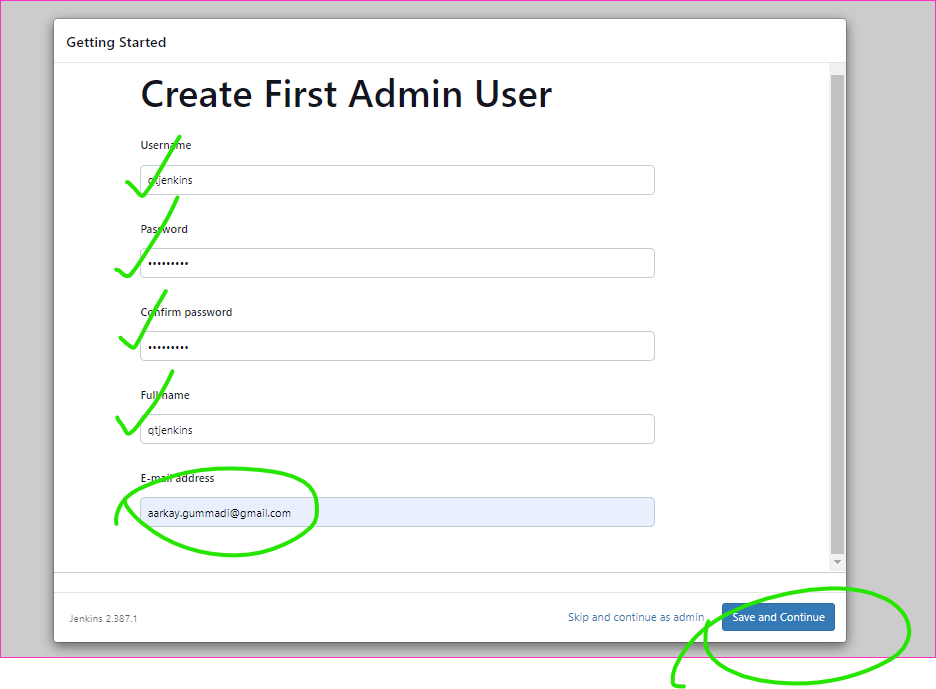 Getting Started
Create First Admin User
Username
qtjenkins
Password
•••••••••
Confirm password
•••••••••
Full name
qtjenkins
E-mail address
aarkay.gummadi@gmail.com
Jenkins 2.387.1
Skip and continue as admin
Save and Continue